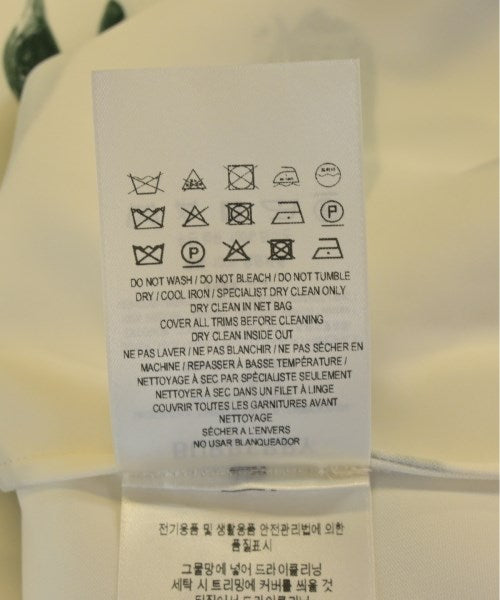 DO NOT WASH / DO NOT BLEACH / DO NOT TUMBLE
DRY / COOL IRON / SPECIALIST DRY CLEAN ONLY
DRY CLEAN IN NET BAG
COVER ALL TRIMS BEFORE CLEANING
DRY CLEAN INSIDE OUT
NE PAS LAVER / NE PAS BLANCHIR / NE PAS SÉCHER EN
MACHINE / REPASSER À BASSE TEMPÉRATURE /
NETTOYAGE À SEC PAR SPÉCIALISTE SEULEMENT
NETTOYER À SEC DANS UN FILET À LINGE
COUVRIR TOUTES LES GARNITURES AVANT
NETTOYAGE
SÉCHER A L'ENVERS
NO USAR BLANQUEADOR
전기용품 및 생활용품 안전관리법에 의한
품질표시
그물망에 넣어 드라이클리닝
세탁 시 트리밍에 커버를 씌울 것